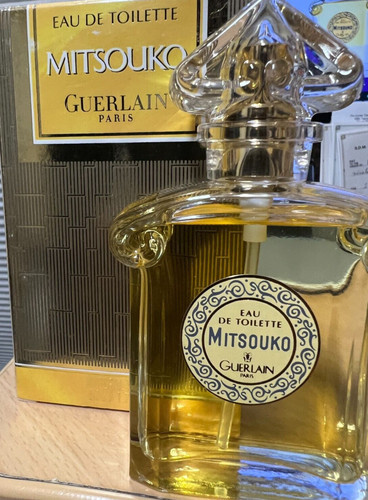 EAU DE TOILETTE
MITSOUKO
GUERLAIN
PARIS
EAU
DE TOILETTE
MITSOUKO
GUERLAIN
PARIS